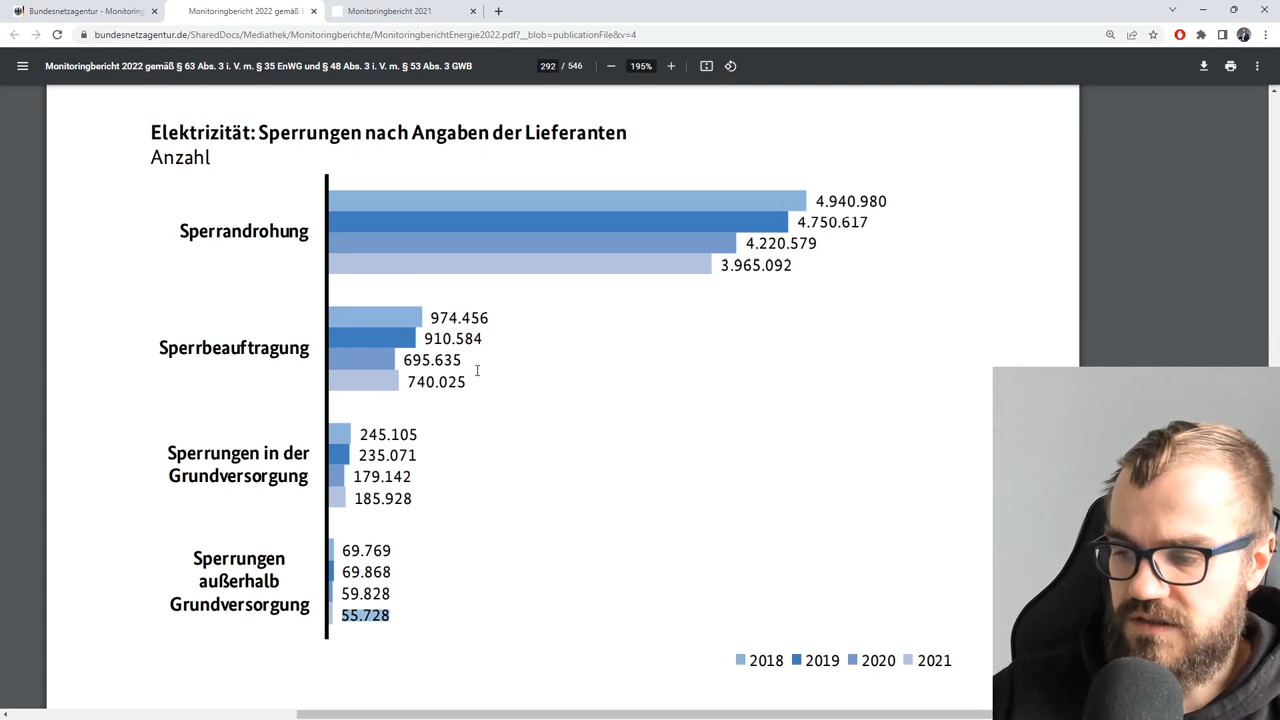 Bundesnetzagentur - Monitoring
Monitoringbericht 2022 gemäß §
Monitoringbericht 2021
bundesnetzagentur.de/SharedDocs/Mediathek/Monitoringberichte/MonitoringberichtEnergie2022.pdf?__blob=publicationFile&v=4
Monitoringbericht 2022 gemäß § 63 Abs. 3 i. V. m. § 35 EnWG und § 48 Abs. 3 i. V. m. § 53 Abs. 3 GWB
292 / 546
195%
Elektrizität: Sperrungen nach Angaben der Lieferanten
Anzahl
Sperrandrohung
4.940.980
4.750.617
4.220.579
3.965.092
Sperrbeauftragung
974.456
910.584
695.635
740.025
Sperrungen in der
Grundversorgung
245.105
235.071
179.142
185.928
Sperrungen
außerhalb
Grundversorgung
69.769
69.868
59.828
55.728
2018 2019 2020 2021